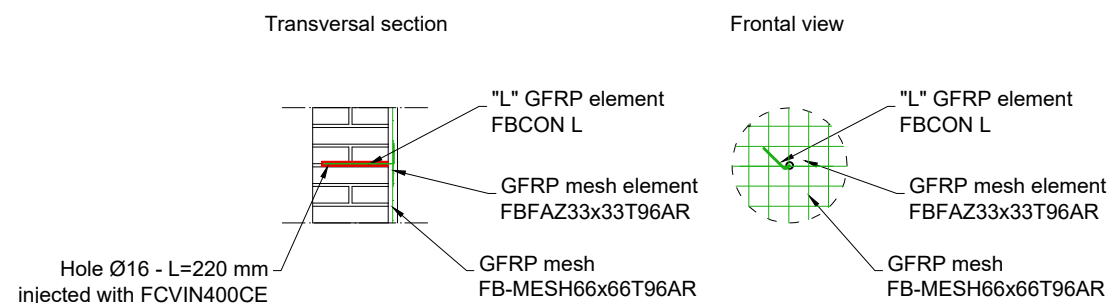 Transversal section
"L" GFRP element
FBCON L
GFRP mesh element
FBFAZ33x33T96AR
GFRP mesh
FB-MESH66x66T96AR
Hole Ø16 - L=220 mm
injected with FCVIN400CE
Frontal view
"L" GFRP element
FBCON L
GFRP mesh element
FBFAZ33x33T96AR
GFRP mesh
FB-MESH66x66T96AR